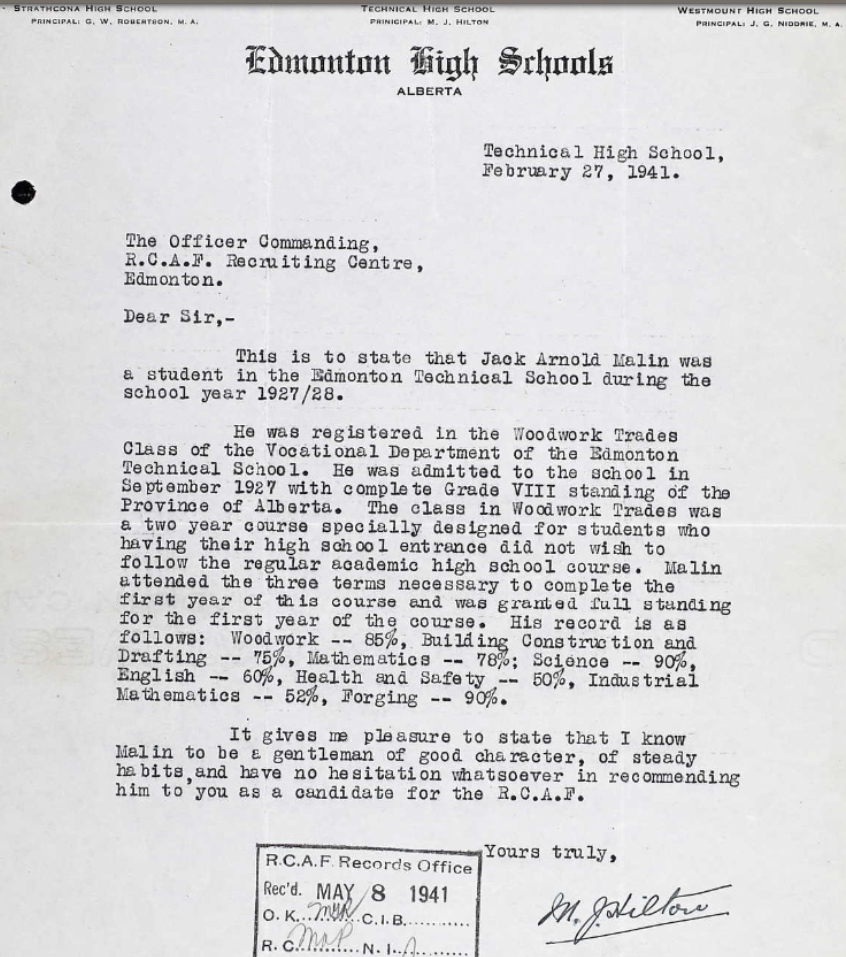 STRATHCONA HIGH SCHOOL
PRINCIPAL: G. W. ROBERTSON, M. A.
TECHNICAL HIGH SCHOOL
PRINICIPAL: M. J. HILTON
WESTMOUNT HIGH SCHOOL
PRINCIPAL: J. G. NIDDRIE, M. A.
Edmonton High Schools
ALBERTA
Technical High School,
February 27, 1941.
The Officer Commanding,
R.C.A.F. Recruiting Centre,
Edmonton.
Dear Sir,-
This is to state that Jack Arnold Malin was
a student in the Edmonton Technical School during the
school year 1927/28.
He was registered in the Woodwork Trades
Class of the Vocational Department of the Edmonton
Technical School. He was admitted to the school in
September 1927 with complete Grade VIII standing of the
Province of Alberta. The class in Woodwork Trades was
a two year course specially designed for students who
having their high school entrance did not wish to
follow the regular academic high school course. Malin
attended the three terms necessary to complete the
first year of this course and was granted full standing
for the first year of the course. His record is as
follows: Woodwork -- 85%, Building Construction and
Drafting -- 75%, Mathematics -- 78%; Science -- 90%,
English -- 60%, Health and Safety -- 50%, Industrial
Mathematics -- 52%, Forging -- 90%.
It gives me pleasure to state that I know
Malin to be a gentleman of good character, of steady
habits, and have no hesitation whatsoever in recommending
him to you as a candidate for the R.C.A.F.
Yours truly,
M. J. Hilton
R.C.A.F. Records Office
Rec'd. MAY 8 1941
O. K. C.I.B.
R. C. N. I.